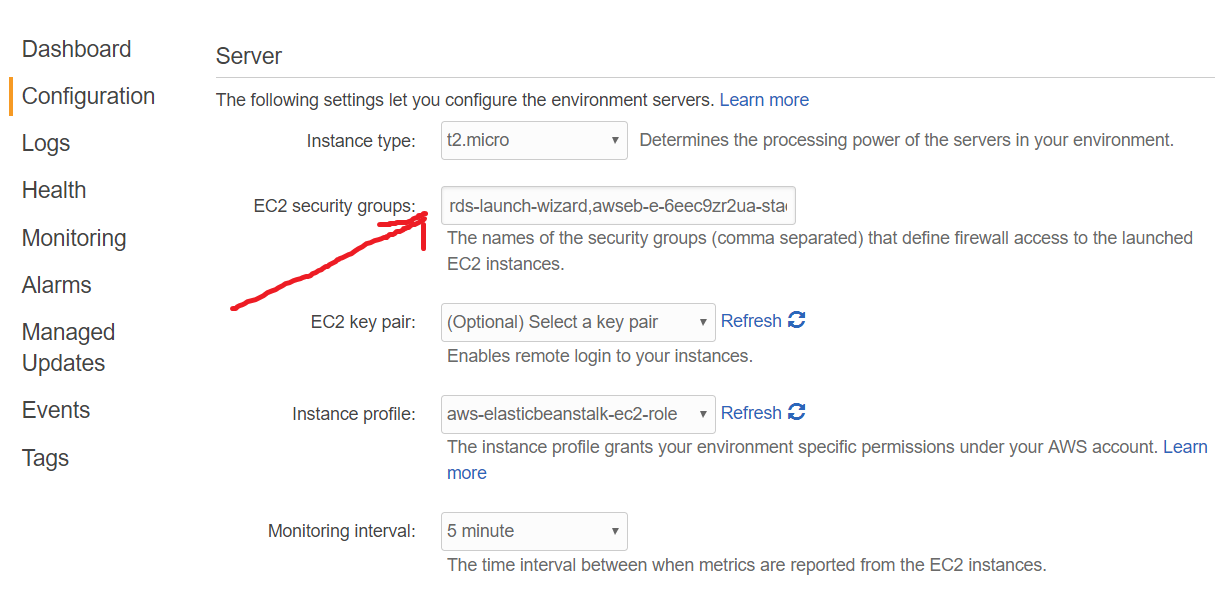 Dashboard
Configuration
Logs
Health
Monitoring
Alarms
Managed
Updates
Events
Tags
Server
The following settings let you configure the environment servers. Learn more
Instance type: t2.micro Determines the processing power of the servers in your environment.
EC2 security groups: rds-launch-wizard,awseb-e-6eec9zr2ua-sta
The names of the security groups (comma separated) that define firewall access to the launched
EC2 instances.
EC2 key pair: (Optional) Select a key pair Refresh
Enables remote login to your instances.
Instance profile: aws-elasticbeanstalk-ec2-role Refresh
The instance profile grants your environment specific permissions under your AWS account. Learn
more
Monitoring interval: 5 minute
The time interval between when metrics are reported from the EC2 instances.